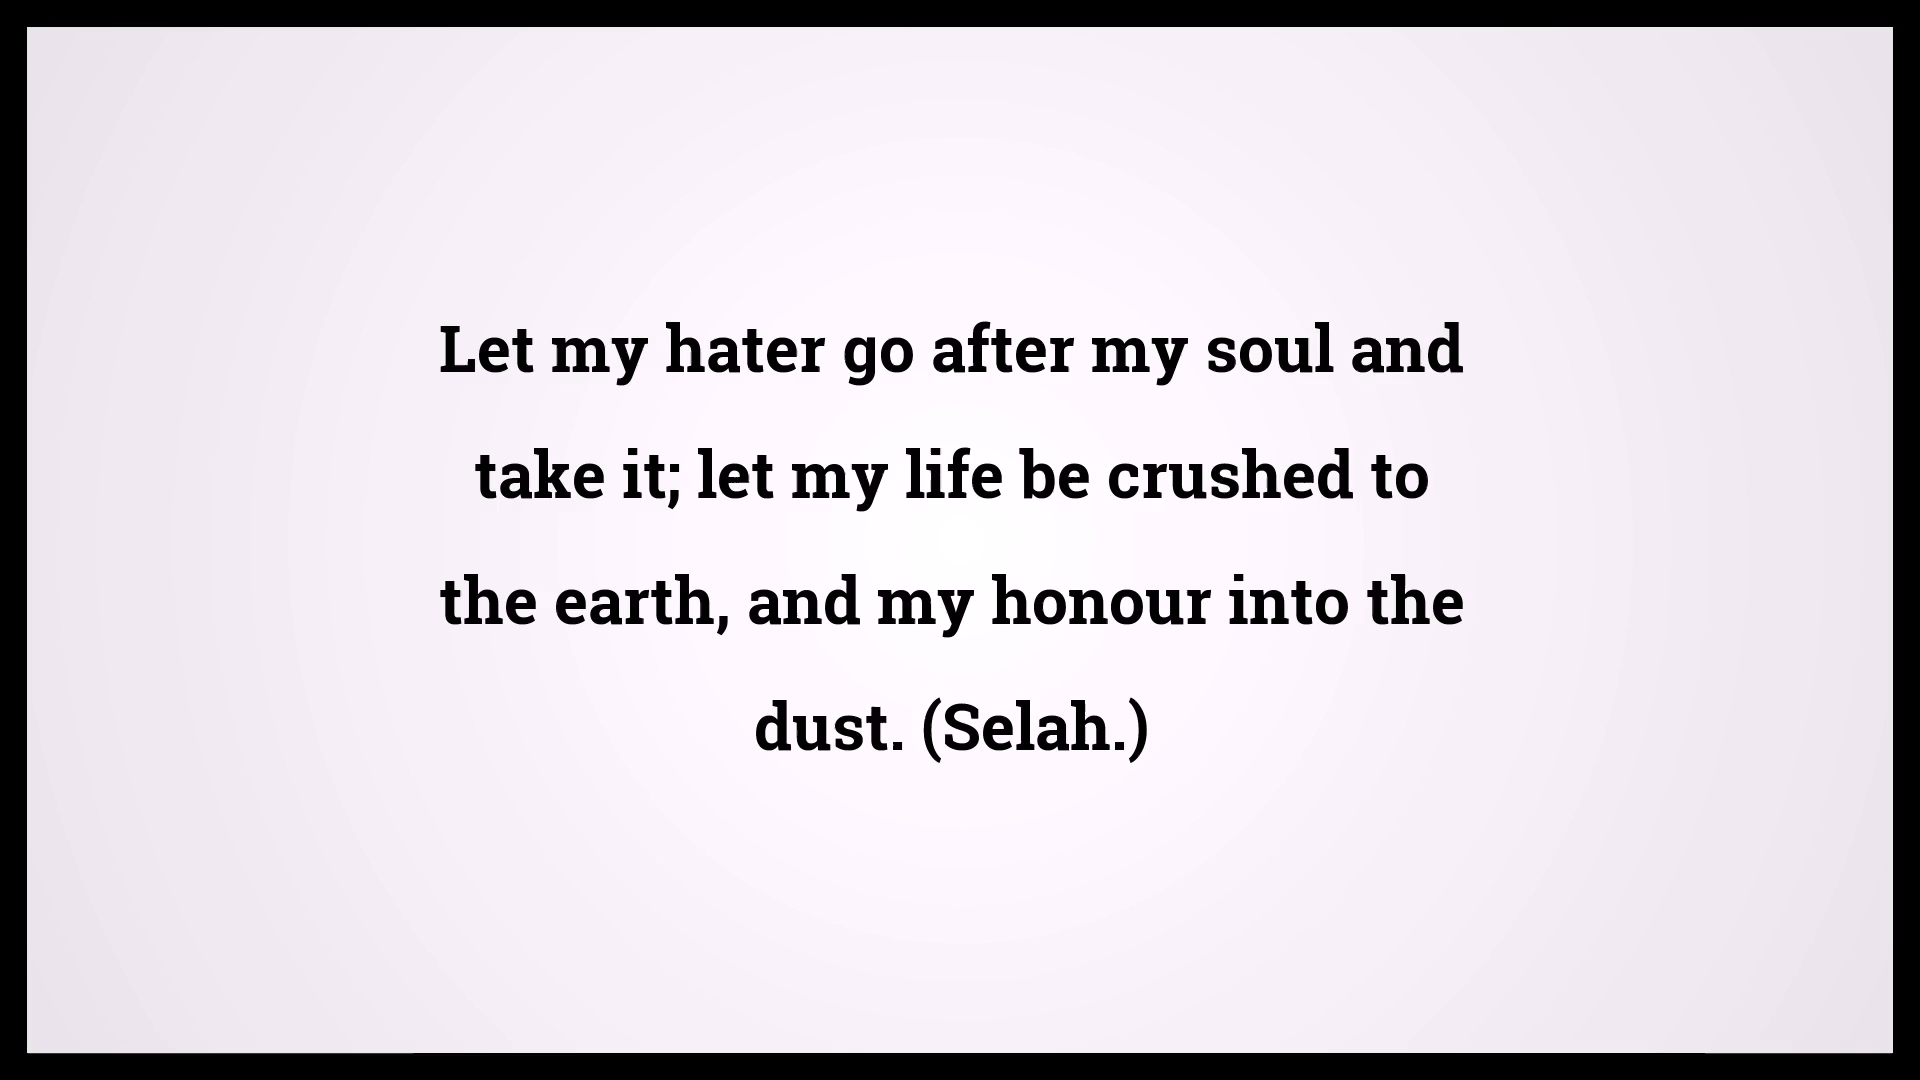 Let my hater go after my soul and
take it; let my life be crushed to
the earth, and my honour into the
dust. (Selah.)